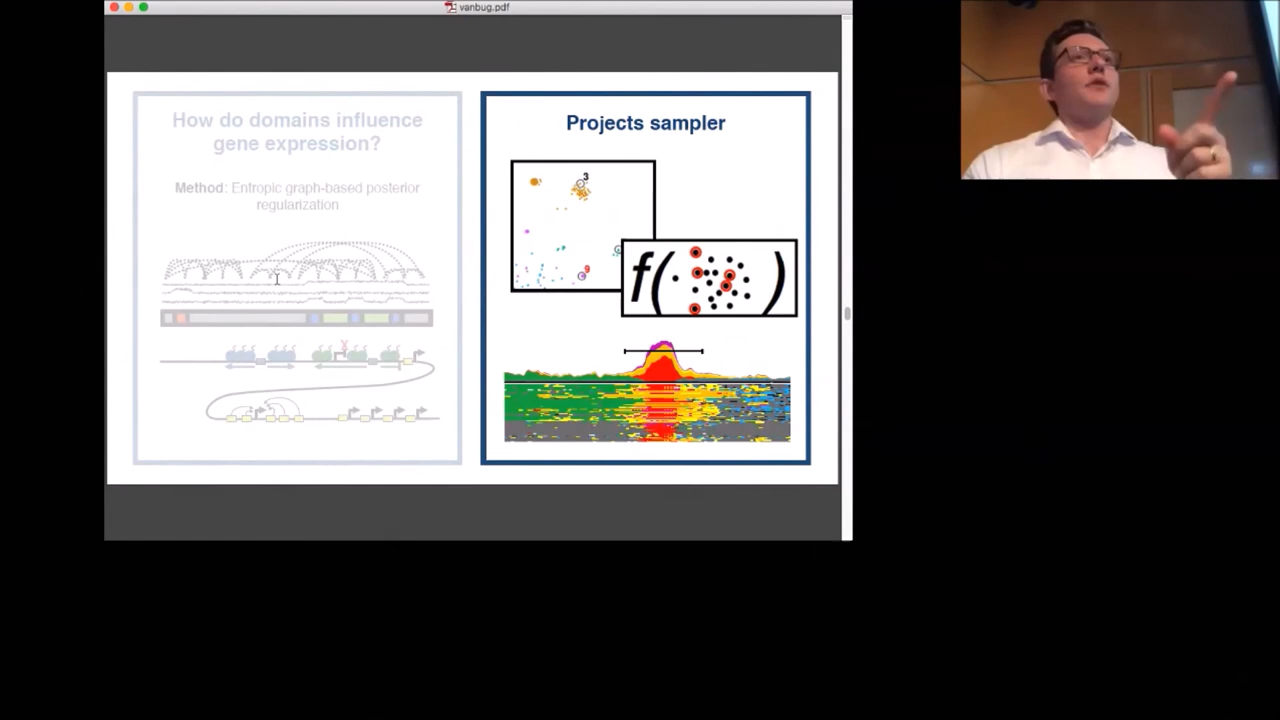 vanbug.pdf
How do domains influence
gene expression?
Method: Entropic graph-based posterior
regularization
Projects sampler
3
f( )